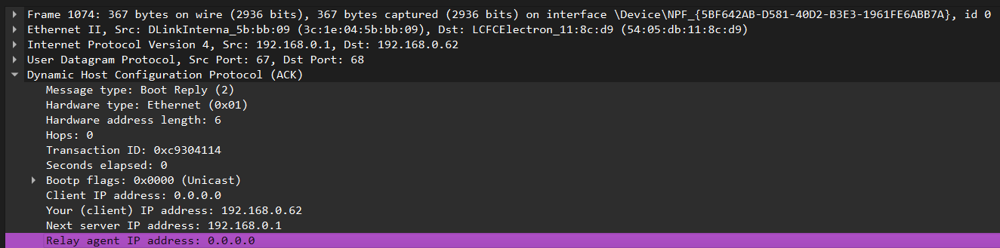 Frame 1074: 367 bytes on wire (2936 bits), 367 bytes captured (2936 bits) on interface \Device\NPF_{5BF642AB-D581-40D2-B3E3-1961FE6ABB7A}, id 0
Ethernet II, Src: DLinkInterna_5b:bb:09 (3c:1e:04:5b:bb:09), Dst: LCFCElectron_11:8c:d9 (54:05:db:11:8c:d9)
Internet Protocol Version 4, Src: 192.168.0.1, Dst: 192.168.0.62
User Datagram Protocol, Src Port: 67, Dst Port: 68
Dynamic Host Configuration Protocol (ACK)
Message type: Boot Reply (2)
Hardware type: Ethernet (0x01)
Hardware address length: 6
Hops: 0
Transaction ID: 0xc9304114
Seconds elapsed: 0
Bootp flags: 0x0000 (Unicast)
Client IP address: 0.0.0.0
Your (client) IP address: 192.168.0.62
Next server IP address: 192.168.0.1
Relay agent IP address: 0.0.0.0